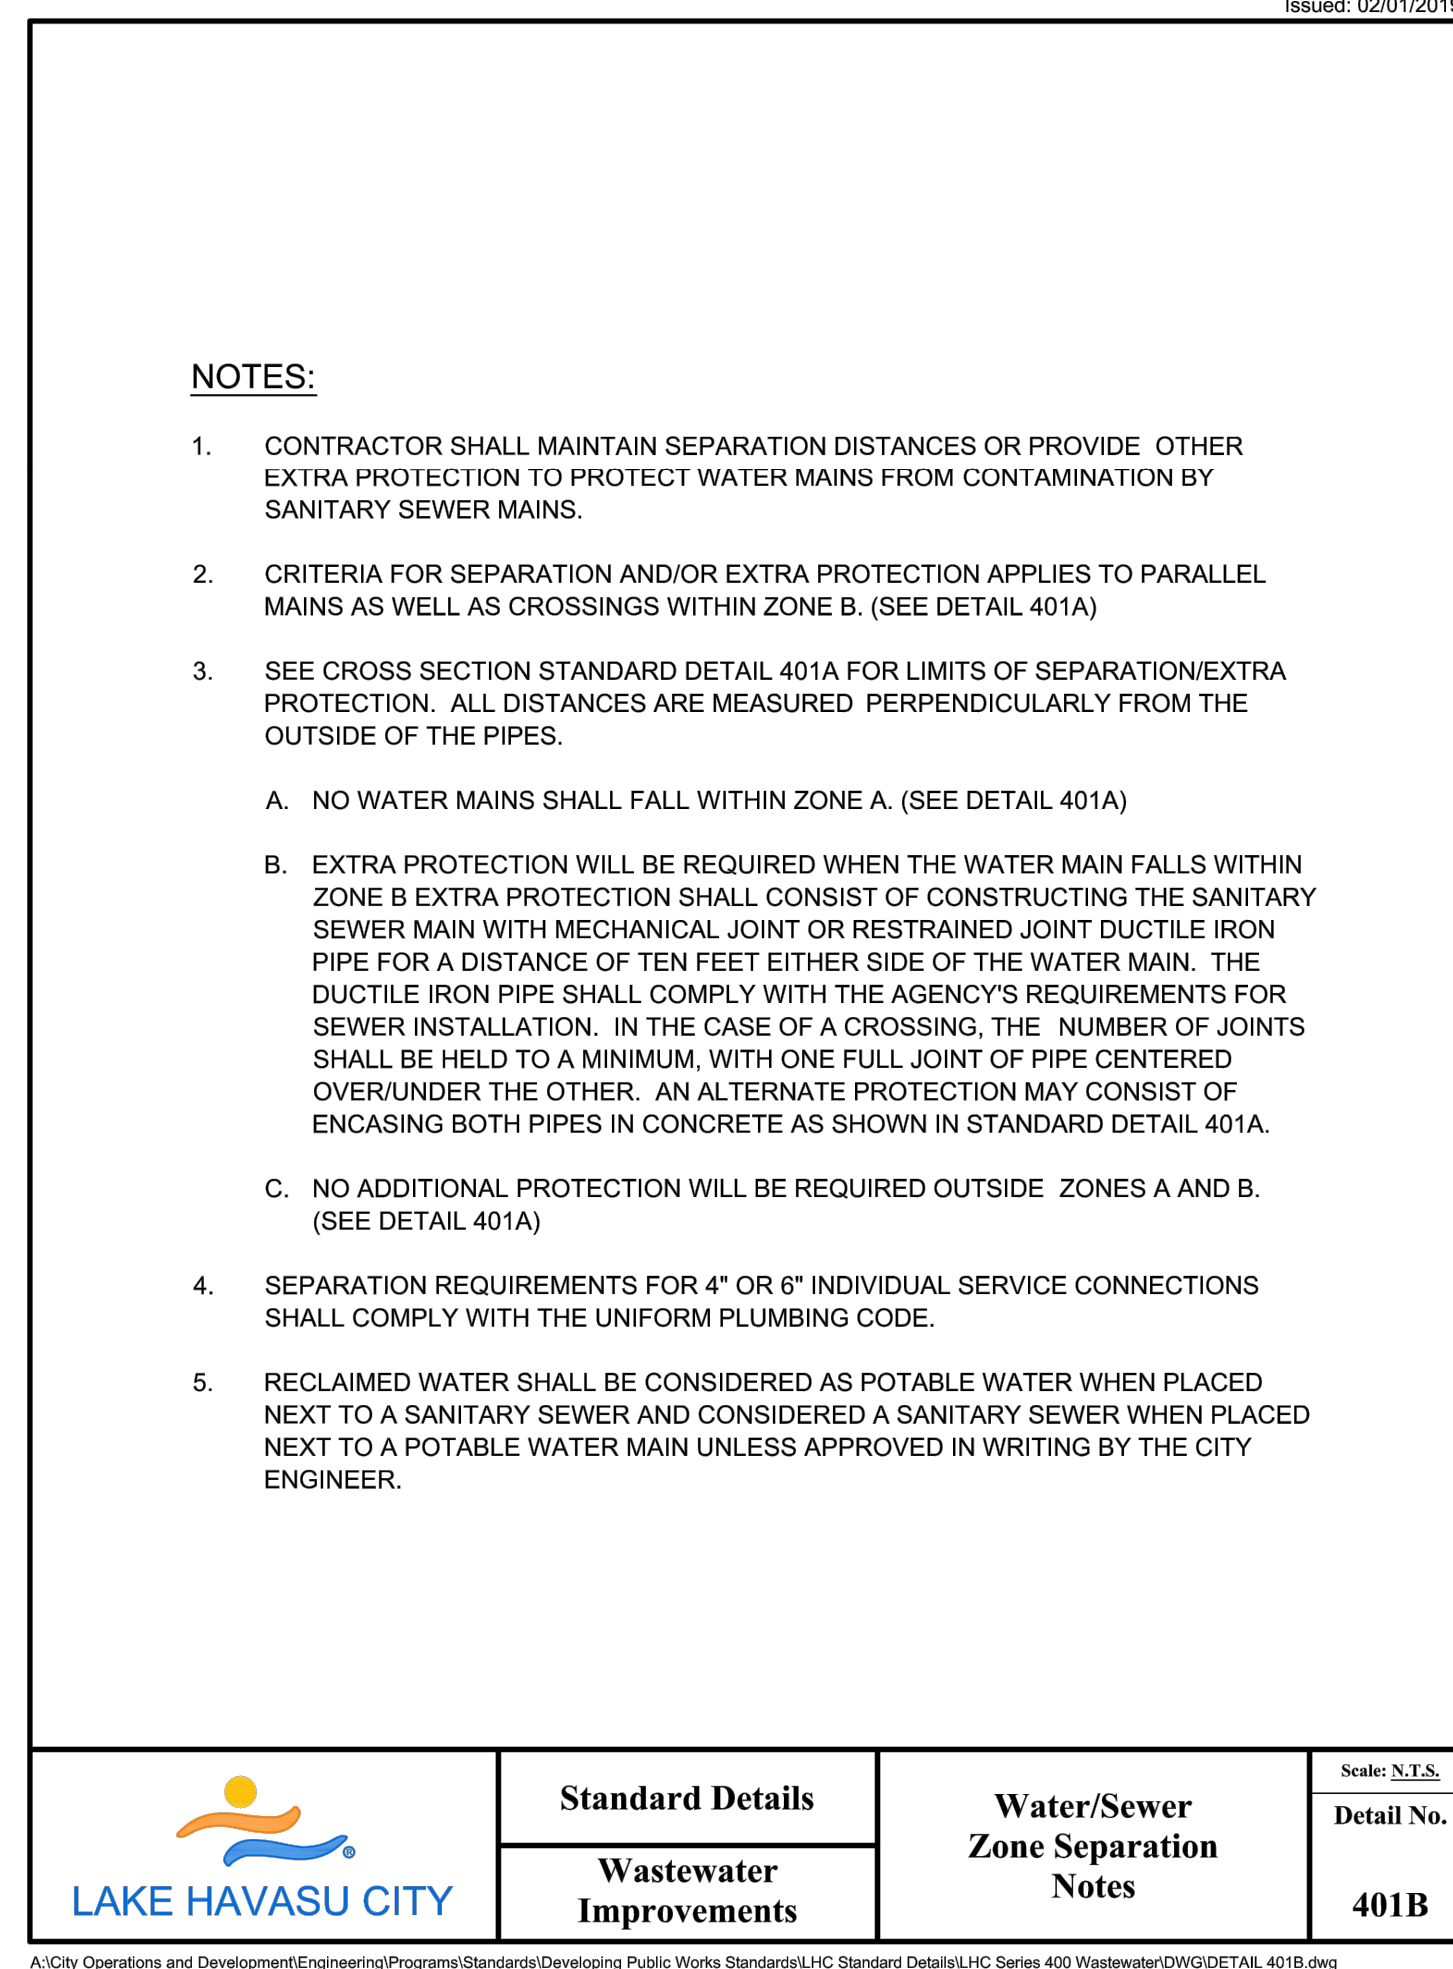 Issued: 02/01/2019
NOTES:
1. CONTRACTOR SHALL MAINTAIN SEPARATION DISTANCES OR PROVIDE OTHER
EXTRA PROTECTION TO PROTECT WATER MAINS FROM CONTAMINATION BY
SANITARY SEWER MAINS.
2. CRITERIA FOR SEPARATION AND/OR EXTRA PROTECTION APPLIES TO PARALLEL
MAINS AS WELL AS CROSSINGS WITHIN ZONE B. (SEE DETAIL 401A)
3. SEE CROSS SECTION STANDARD DETAIL 401A FOR LIMITS OF SEPARATION/EXTRA
PROTECTION. ALL DISTANCES ARE MEASURED PERPENDICULARLY FROM THE
OUTSIDE OF THE PIPES.
A. NO WATER MAINS SHALL FALL WITHIN ZONE A. (SEE DETAIL 401A)
B. EXTRA PROTECTION WILL BE REQUIRED WHEN THE WATER MAIN FALLS WITHIN
ZONE B EXTRA PROTECTION SHALL CONSIST OF CONSTRUCTING THE SANITARY
SEWER MAIN WITH MECHANICAL JOINT OR RESTRAINED JOINT DUCTILE IRON
PIPE FOR A DISTANCE OF TEN FEET EITHER SIDE OF THE WATER MAIN. THE
DUCTILE IRON PIPE SHALL COMPLY WITH THE AGENCY'S REQUIREMENTS FOR
SEWER INSTALLATION. IN THE CASE OF A CROSSING, THE NUMBER OF JOINTS
SHALL BE HELD TO A MINIMUM, WITH ONE FULL JOINT OF PIPE CENTERED
OVER/UNDER THE OTHER. AN ALTERNATE PROTECTION MAY CONSIST OF
ENCASING BOTH PIPES IN CONCRETE AS SHOWN IN STANDARD DETAIL 401A.
C. NO ADDITIONAL PROTECTION WILL BE REQUIRED OUTSIDE ZONES A AND B.
(SEE DETAIL 401A)
4. SEPARATION REQUIREMENTS FOR 4" OR 6" INDIVIDUAL SERVICE CONNECTIONS
SHALL COMPLY WITH THE UNIFORM PLUMBING CODE.
5. RECLAIMED WATER SHALL BE CONSIDERED AS POTABLE WATER WHEN PLACED
NEXT TO A SANITARY SEWER AND CONSIDERED A SANITARY SEWER WHEN PLACED
NEXT TO A POTABLE WATER MAIN UNLESS APPROVED IN WRITING BY THE CITY
ENGINEER.
®
LAKE HAVASU CITY
Standard Details
Wastewater
Improvements
Water/Sewer
Zone Separation
Notes
Scale: N.T.S.
Detail No.
401B
A:\City Operations and Development\Engineering\Programs\Standards\Developing Public Works Standards\LHC Standard Details\LHC Series 400 Wastewater\DWG\DETAIL 401B.dwg